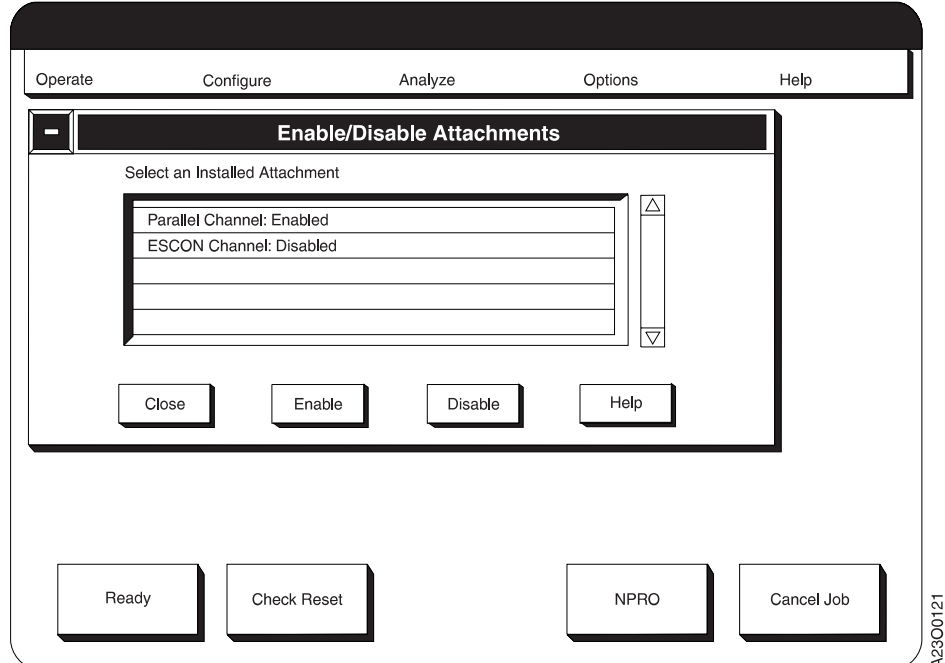 Operate Configure Analyze Options Help
Enable/Disable Attachments
Select an Installed Attachment
Parallel Channel: Enabled
ESCON Channel: Disabled
Close Enable Disable Help
Ready Check Reset NPRO Cancel Job
A23O0121